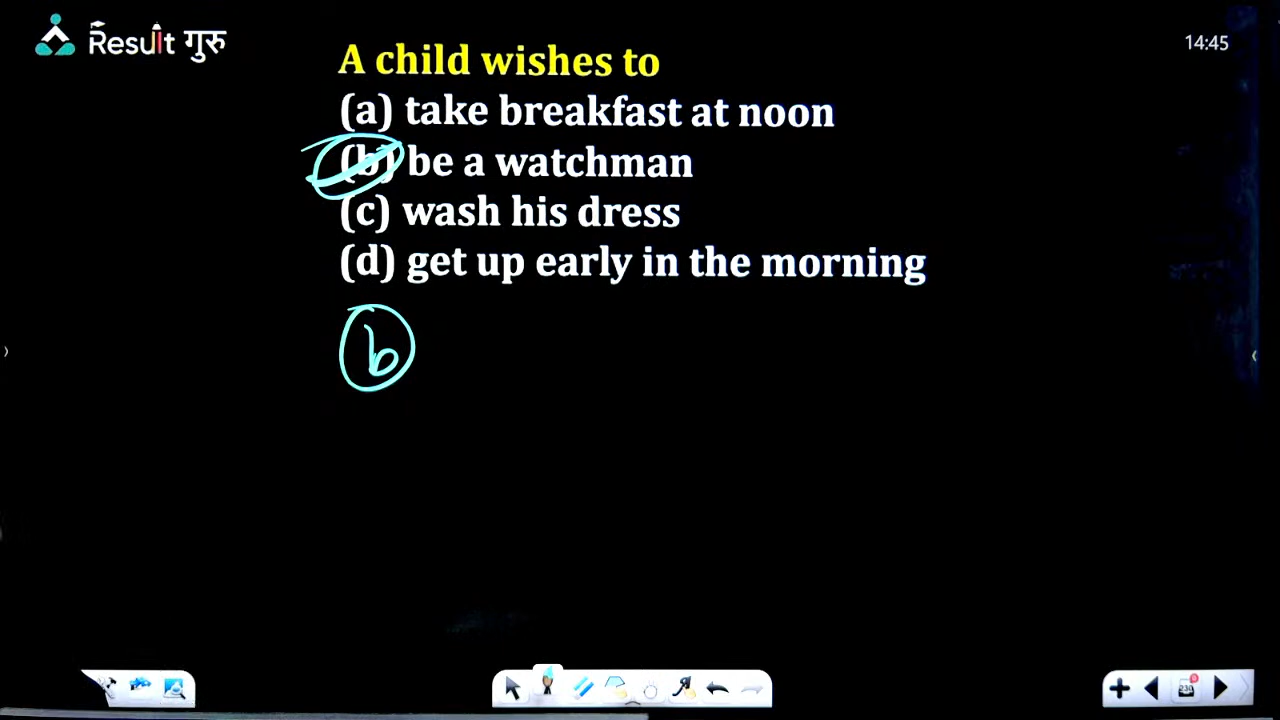 Result गुरु
14:45
A child wishes to
(a) take breakfast at noon
(b) be a watchman
(c) wash his dress
(d) get up early in the morning
b